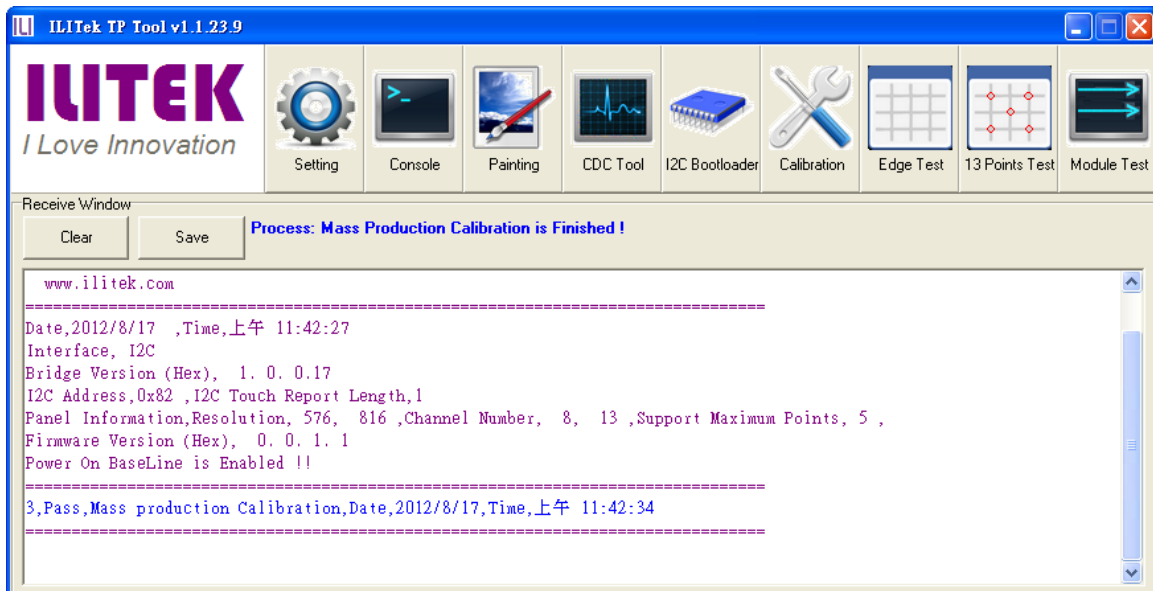 ILITek TP Tool v1.1.23.9
ILITEK
I Love Innovation
Setting
Console
Painting
CDC Tool
I2C Bootloader
Calibration
Edge Test
13 Points Test
Module Test
Receive Window
Clear
Save
Process: Mass Production Calibration is Finished !
www.ilitek.com
================================================================================
Date,2012/8/17  ,Time,上午 11:42:27
Interface, I2C
Bridge Version (Hex),  1. 0. 0.17
I2C Address,0x82 ,I2C Touch Report Length,1
Panel Information,Resolution, 576,  816 ,Channel Number,  8,  13 ,Support Maximum Points, 5 ,
Firmware Version (Hex),  0. 0. 1. 1
Power On BaseLine is Enabled !!
================================================================================
3,Pass,Mass production Calibration,Date,2012/8/17,Time,上午 11:42:34
================================================================================